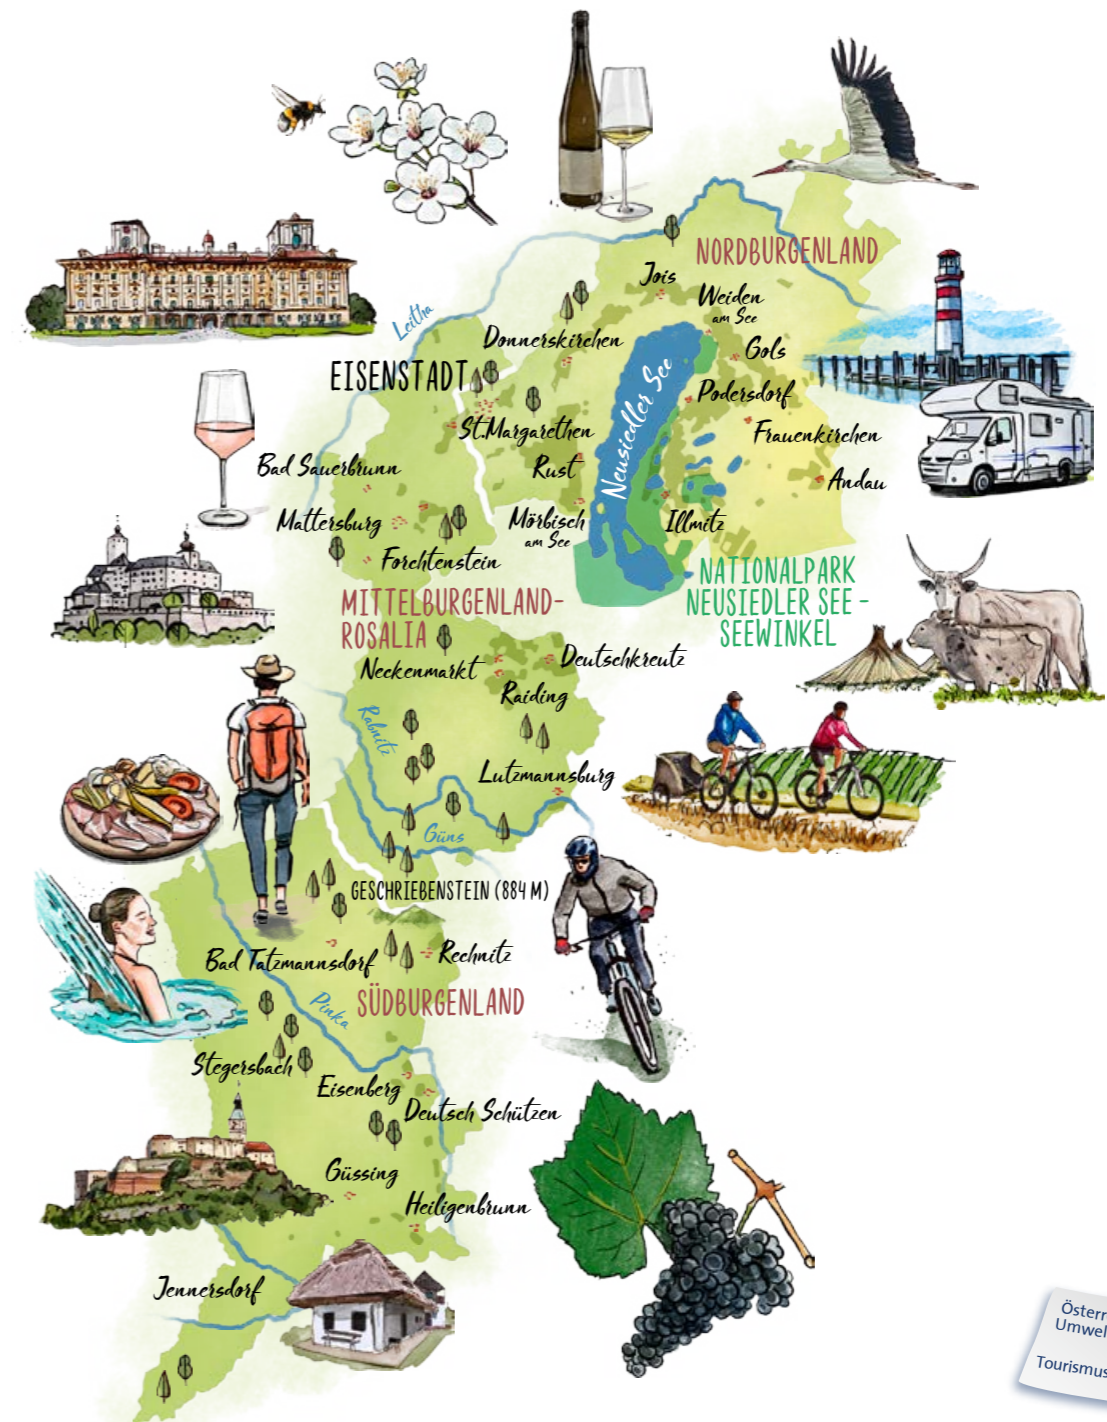 NORDBURGENLAND
Jois
Weiden
am See
Leitha
Donnerskirchen
Gols
EISENSTADT
Neusiedler See
Podersdorf
St.Margarethen
Frauenkirchen
Bad Sauerbrunn
Rust
Andau
Mattersburg
Mörbisch
am See
Illmitz
Forchtenstein
NATIONALPARK
NEUSIEDLER SEE -
SEEWINKEL
MITTELBURGENLAND-
ROSALIA
Neckenmarkt
Deutschkreutz
Raiding
Rabnitz
Lutzmannsburg
Güns
GESCHRIEBENSTEIN (884 M)
Bad Tatzmannsdorf
Rechnitz
Pinka
SÜDBURGENLAND
Stegersbach
Eisenberg
Deutsch Schützen
Güssing
Heiligenbrunn
Jennersdorf
Österr
Umwel
Tourismus